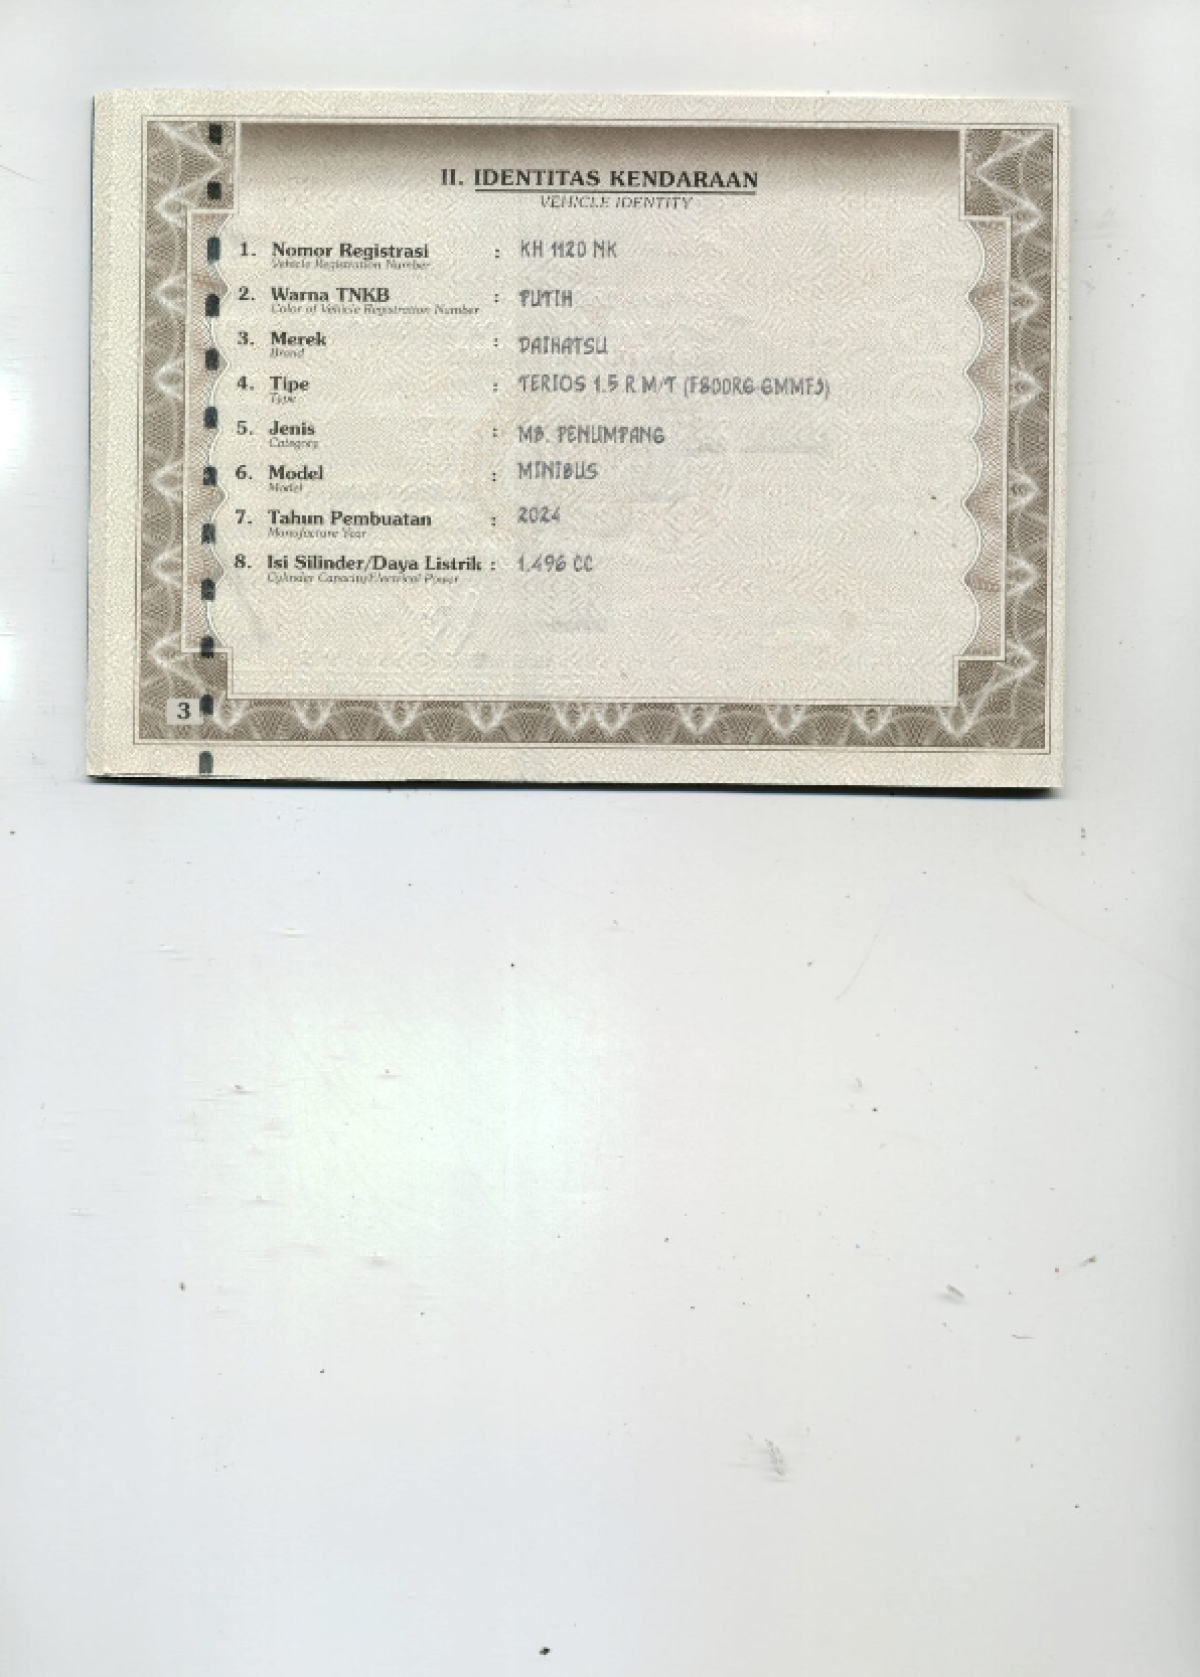 II. IDENTITAS KENDARAAN
VEHICLE IDENTITY
1. Nomor Registrasi : KH 1120 NK
Vehicle Registration Number
2. Warna TNKB : PUTIH
Color of Vehicle Registration Number
3. Merek : DAIHATSU
Brand
4. Tipe : TERIOS 1.5 R M/T (F800RG-GMMFJ)
Type
5. Jenis : MB. PENUMPANG
Category
6. Model : MINIBUS
Model
7. Tahun Pembuatan : 2024
Manufacture Year
8. Isi Silinder/Daya Listrik : 1.496 CC
Cylinder Capacity/Electrical Power
3